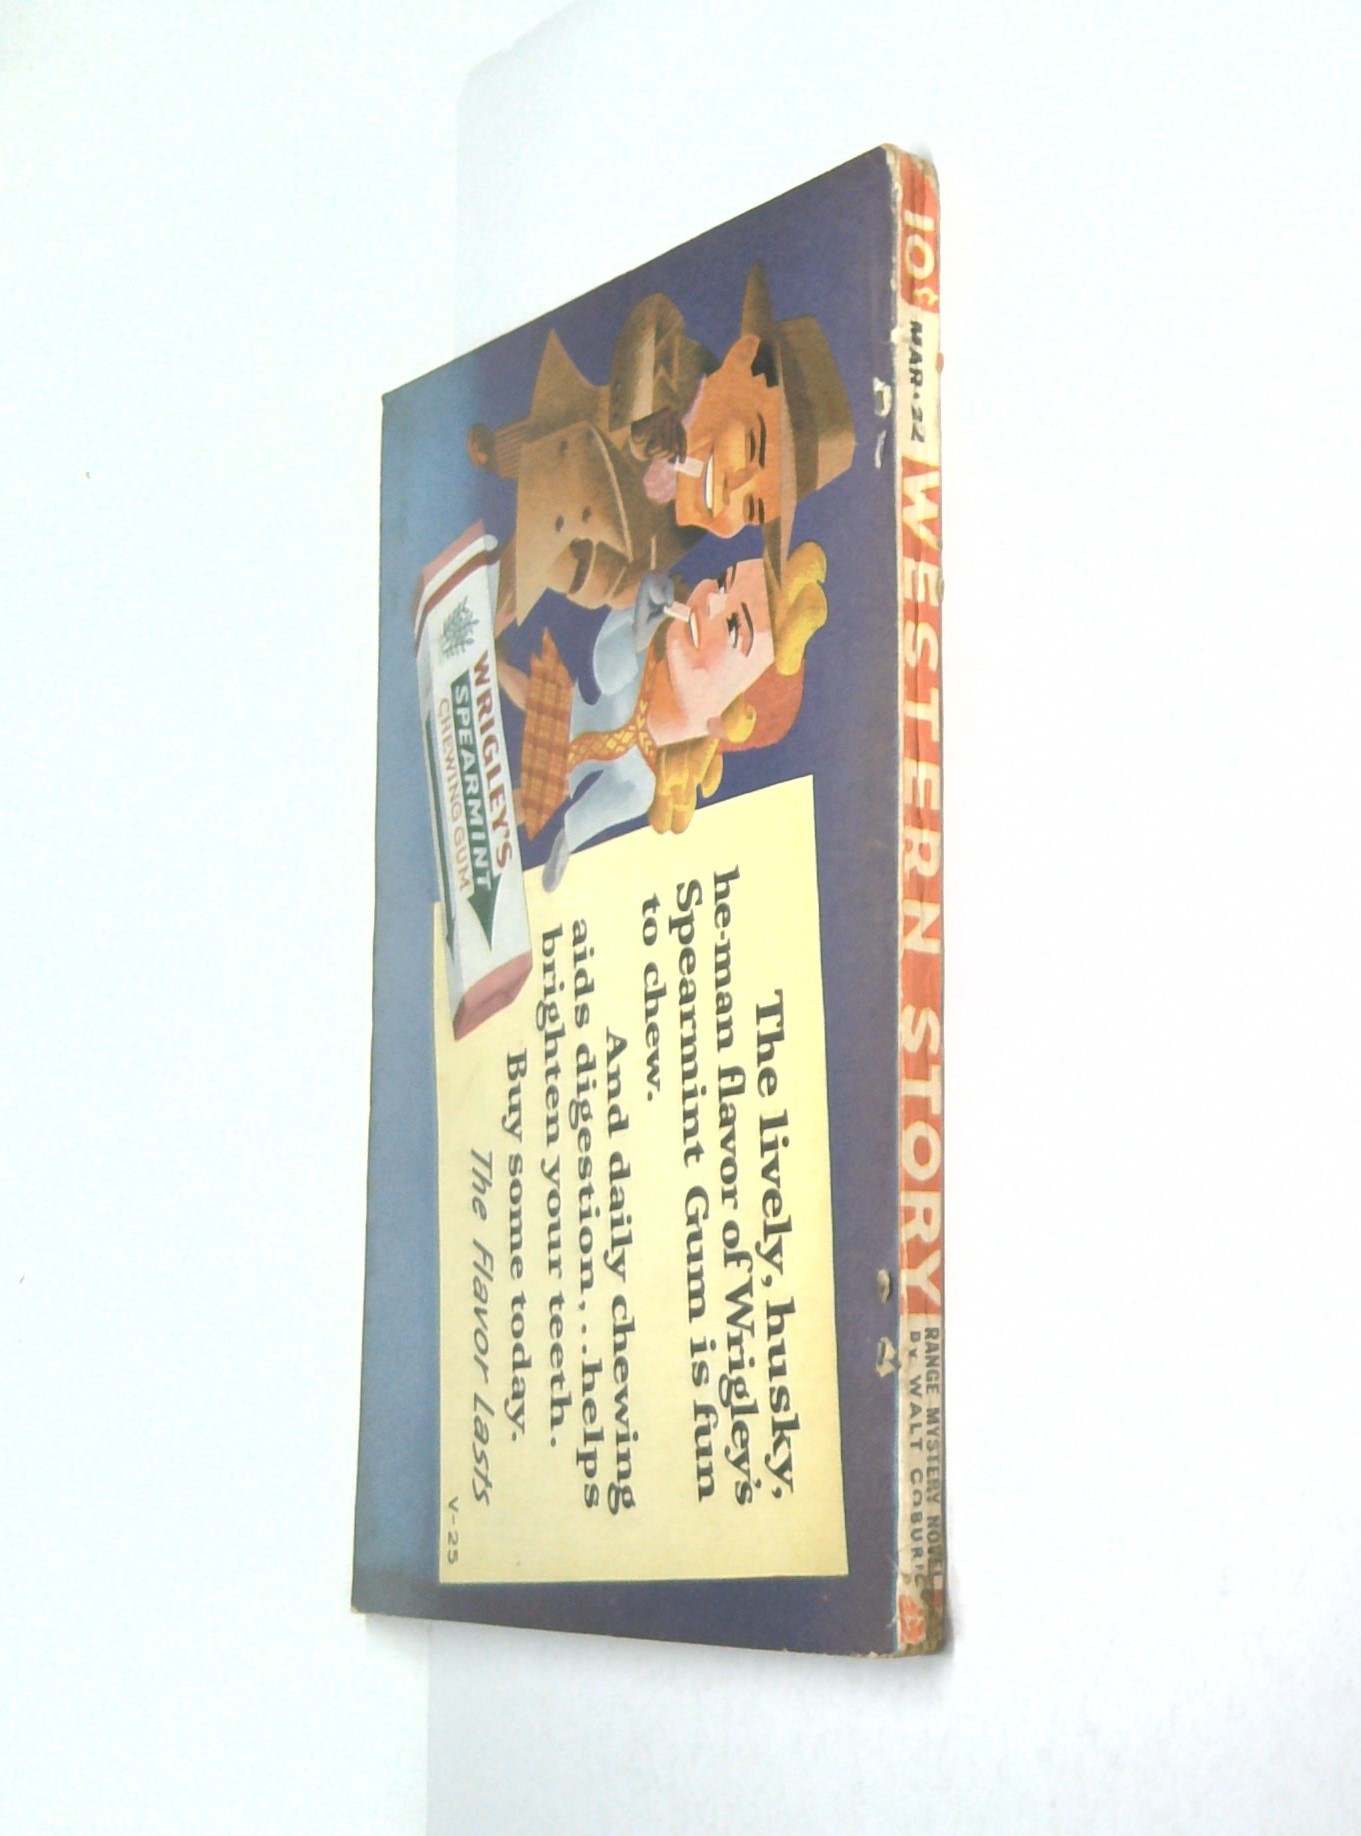 10¢ MAR. 22 WESTERN STORY
RANGE MYSTERY NOVEL
BY WALT COBURN
The lively, husky,
he-man flavor of Wrigley's
Spearmint Gum is fun
to chew.
And daily chewing
aids digestion,..helps
brighten your teeth.
Buy some today.
The Flavor Lasts
V-25
WRIGLEY'S
SPEARMINT
CHEWING GUM